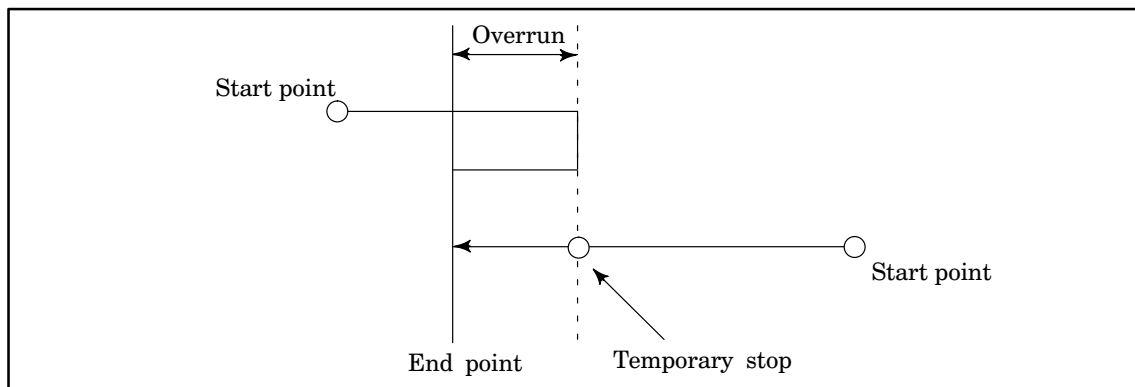 Overrun
Start point
Start point
End point
Temporary stop